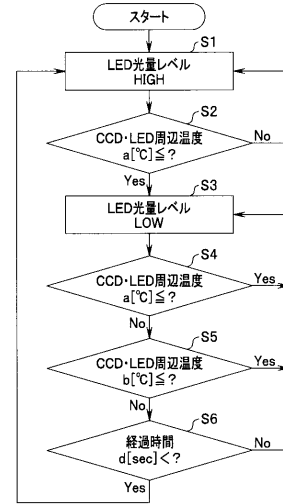 スタート
S1
LED光量レベル
HIGH
S2
CCD・LED周辺温度
a[℃]≦?
No
Yes
S3
LED光量レベル
LOW
S4
CCD・LED周辺温度
a[℃]≦?
Yes
No
S5
CCD・LED周辺温度
b[℃]≦?
Yes
No
S6
経過時間
d[sec]<?
No
Yes